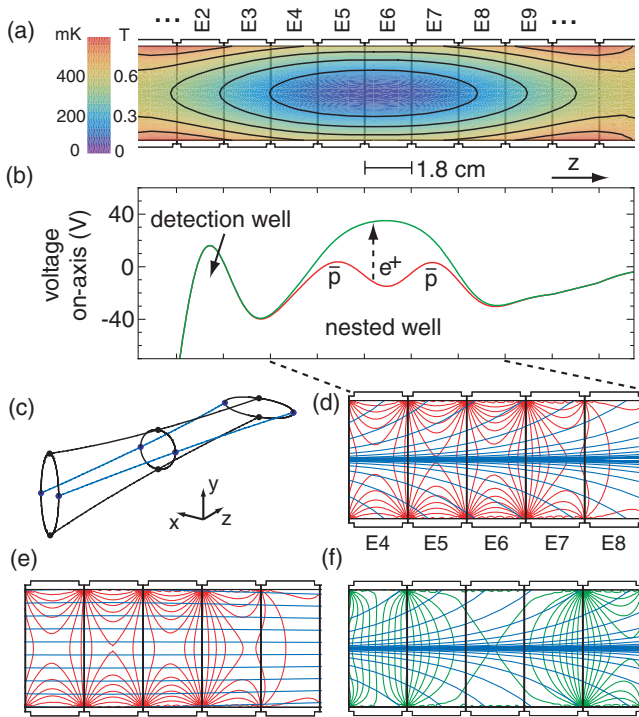 (a)
••• E2 E3 E4 E5 E6 E7 E8 E9 •••
mK T
400 0.6
200 0.3
0 0
1.8 cm
z
(b)
voltage on-axis (V)
40
0
-40
detection well
p̅ e⁺ p̅
nested well
(c)
y
x z
(d)
E4 E5 E6 E7 E8
(e)
(f)